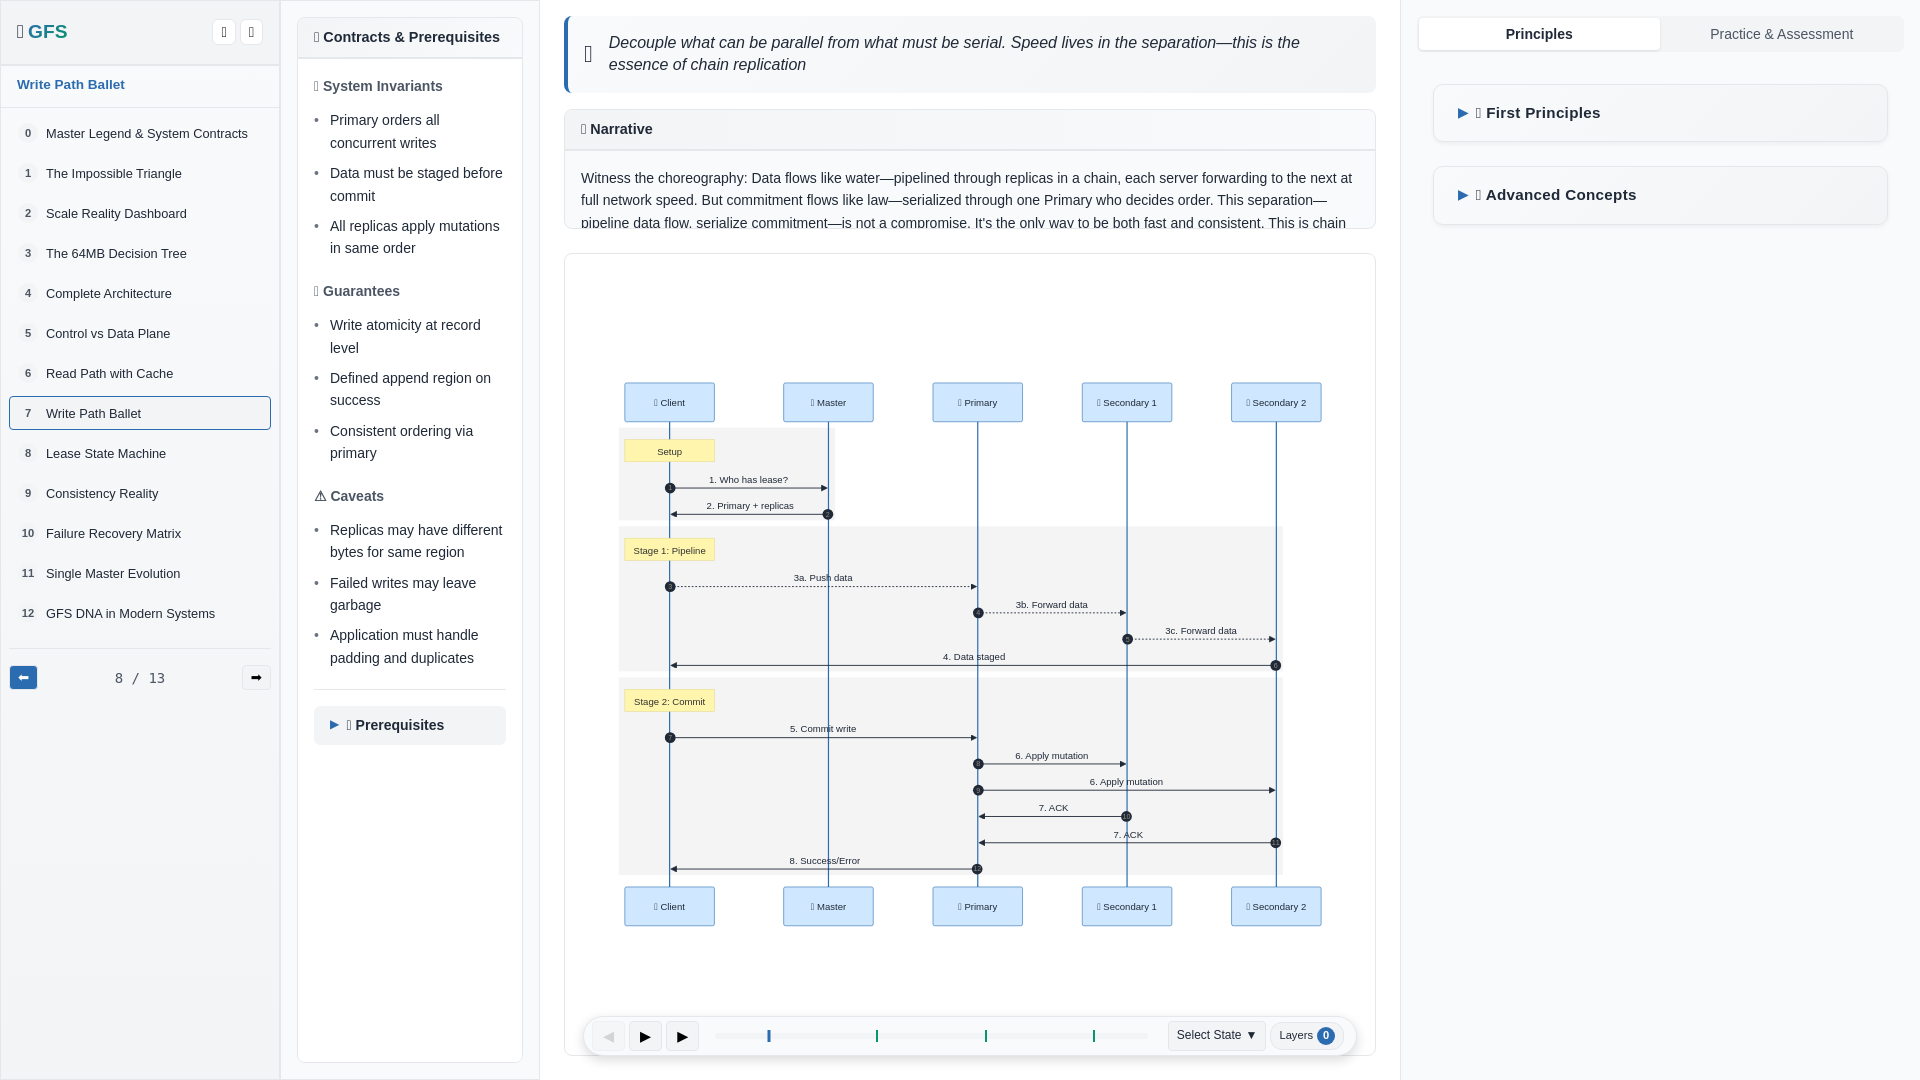 GFS
Write Path Ballet
0 Master Legend & System Contracts
1 The Impossible Triangle
2 Scale Reality Dashboard
3 The 64MB Decision Tree
4 Complete Architecture
5 Control vs Data Plane
6 Read Path with Cache
7 Write Path Ballet
8 Lease State Machine
9 Consistency Reality
10 Failure Recovery Matrix
11 Single Master Evolution
12 GFS DNA in Modern Systems
8 / 13
Contracts & Prerequisites
System Invariants
• Primary orders all
concurrent writes
• Data must be staged before
commit
• All replicas apply mutations
in same order
Guarantees
• Write atomicity at record
level
• Defined append region on
success
• Consistent ordering via
primary
⚠ Caveats
• Replicas may have different
bytes for same region
• Failed writes may leave
garbage
• Application must handle
padding and duplicates
▶ Prerequisites
Decouple what can be parallel from what must be serial. Speed lives in the separation—this is the
essence of chain replication
Narrative
Witness the choreography: Data flows like water—pipelined through replicas in a chain, each server forwarding to the next at
full network speed. But commitment flows like law—serialized through one Primary who decides order. This separation—
pipeline data flow, serialize commitment—is not a compromise. It's the only way to be both fast and consistent. This is chain
Client
Master
Primary
Secondary 1
Secondary 2
Setup
1. Who has lease?
2. Primary + replicas
Stage 1: Pipeline
3a. Push data
3b. Forward data
3c. Forward data
4. Data staged
Stage 2: Commit
5. Commit write
6. Apply mutation
6. Apply mutation
7. ACK
7. ACK
8. Success/Error
Client
Master
Primary
Secondary 1
Secondary 2
Select State ▼
Layers 0
Principles
Practice & Assessment
▶ First Principles
▶ Advanced Concepts